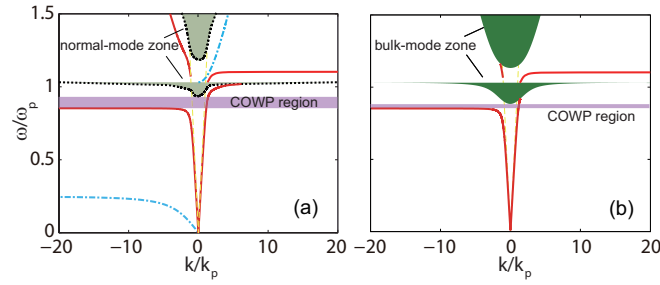 1.5
1
0.5
0
ω/ω_p
normal-mode zone
COWP region
(a)
−20 −10 0 10 20
k/k_p
bulk-mode zone
COWP region
(b)
−20 −10 0 10 20
k/k_p